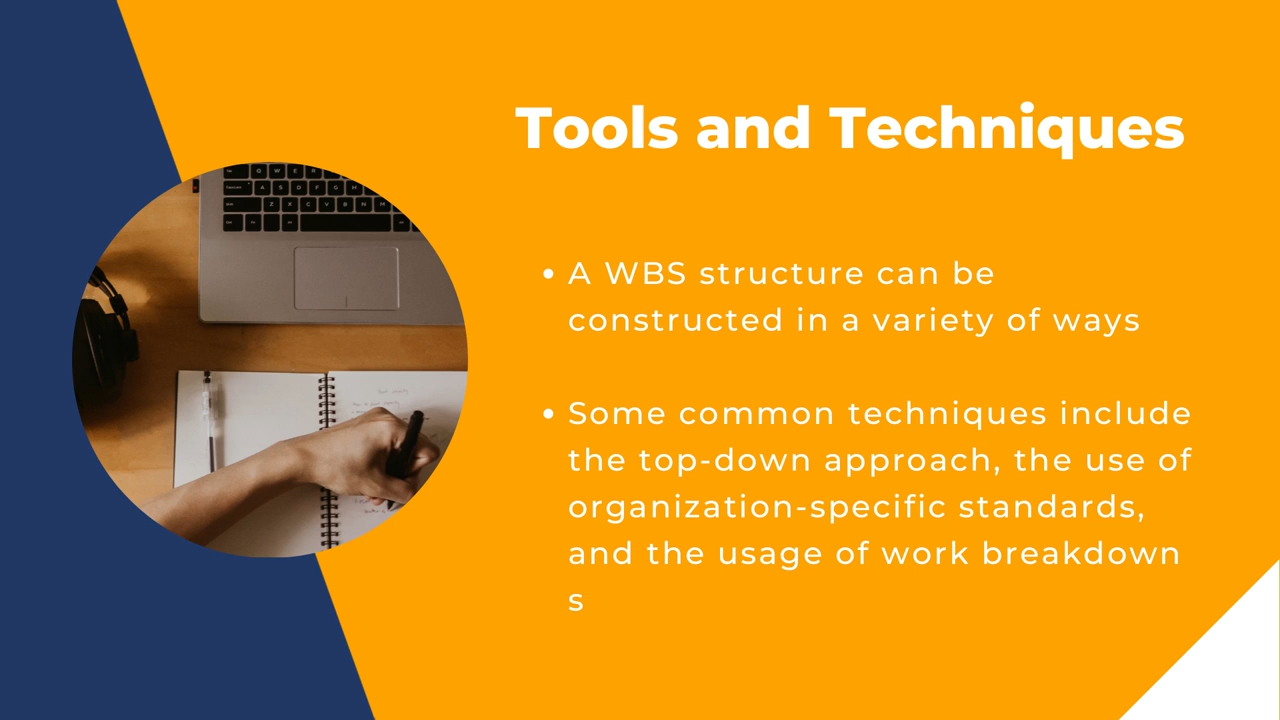 Tools and Techniques
• A WBS structure can be
constructed in a variety of ways
• Some common techniques include
the top-down approach, the use of
organization-specific standards,
and the usage of work breakdown
s